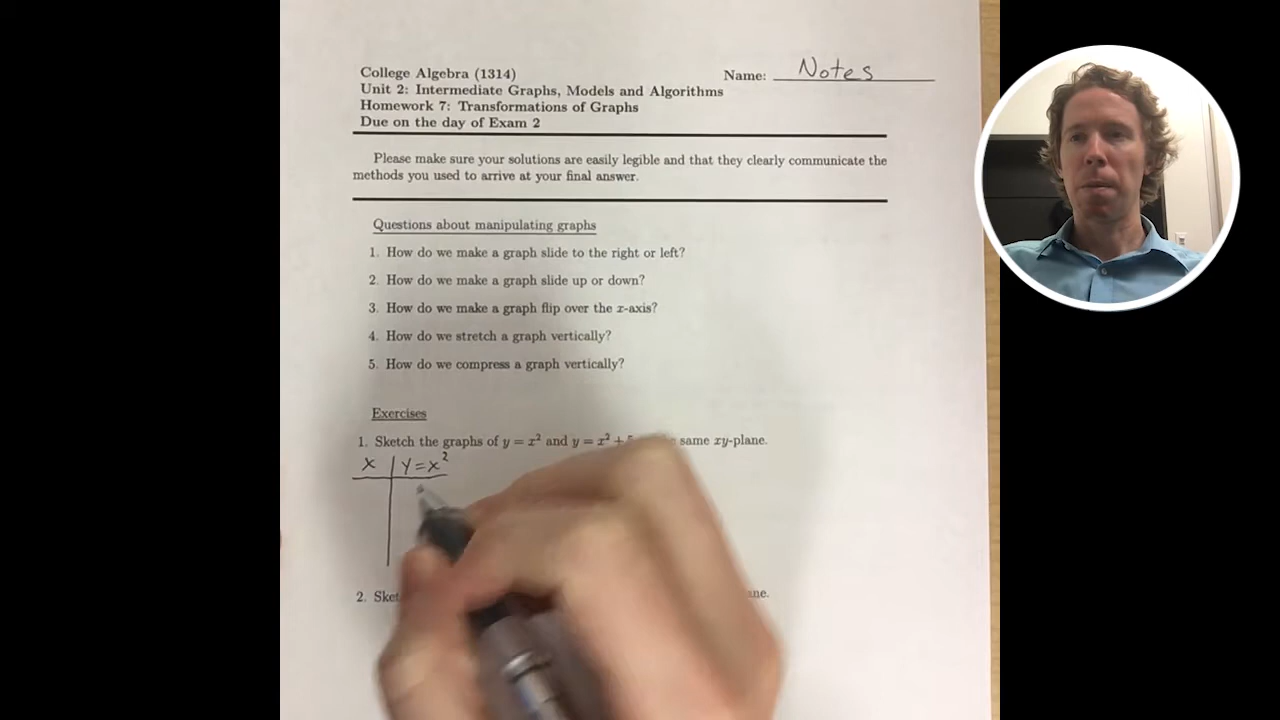 College Algebra (1314)
Name: Notes
Unit 2: Intermediate Graphs, Models and Algorithms
Homework 7: Transformations of Graphs
Due on the day of Exam 2
Please make sure your solutions are easily legible and that they clearly communicate the
methods you used to arrive at your final answer.
Questions about manipulating graphs
1. How do we make a graph slide to the right or left?
2. How do we make a graph slide up or down?
3. How do we make a graph flip over the x-axis?
4. How do we stretch a graph vertically?
5. How do we compress a graph vertically?
Exercises
1. Sketch the graphs of y = x² and y = x² + same xy-plane.
x | y = x²
2.